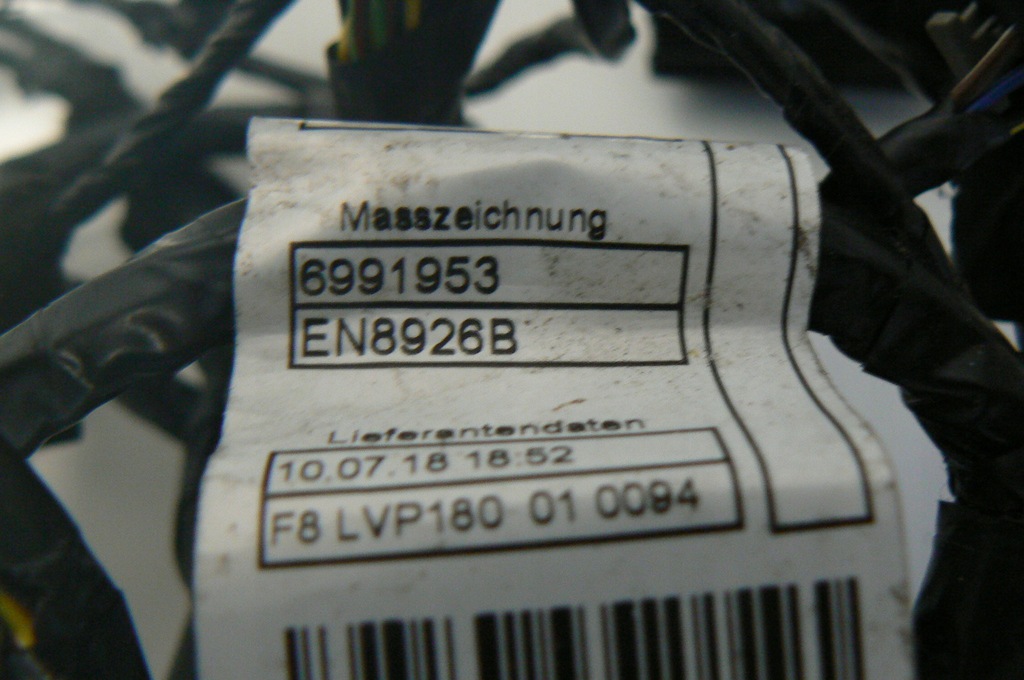 Masszeichnung
6991953
EN8926B
Lieferantendaten
10.07.18 18:52
F8 LVP180 01 0094